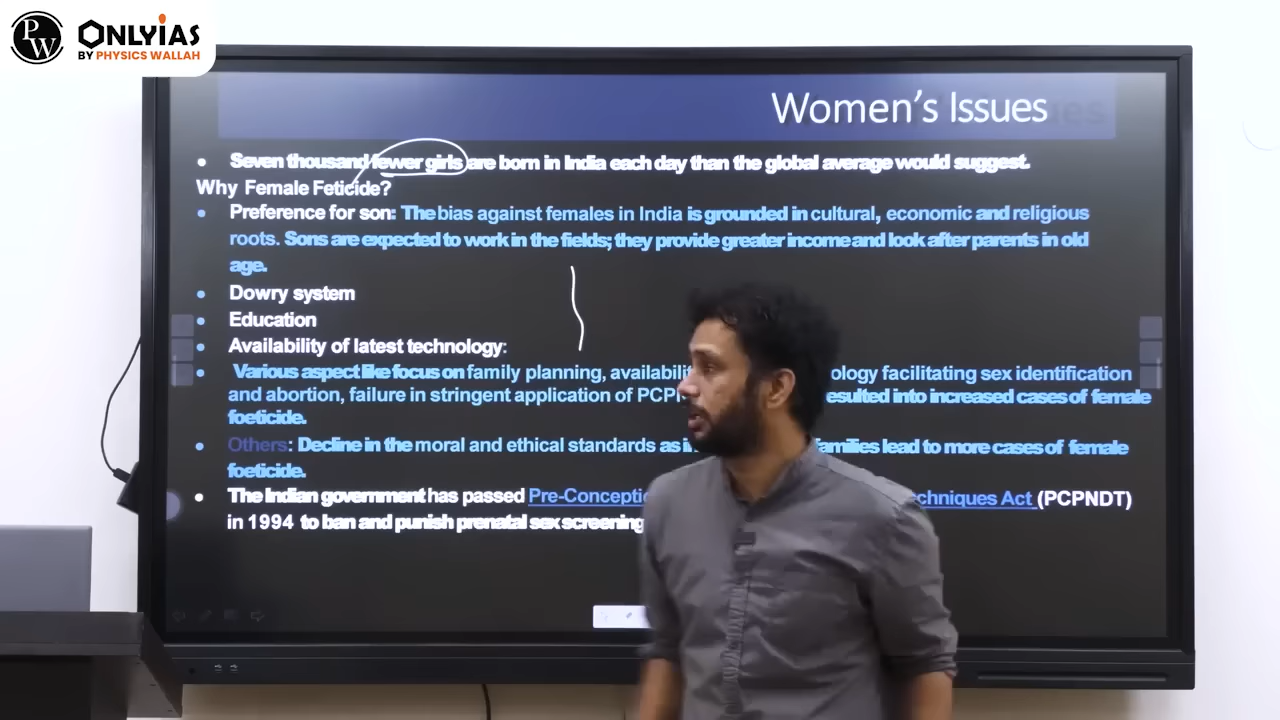 PW
ONLYIAS
BY PHYSICS WALLAH
Women's Issues
• Seven thousand fewer girls are born in India each day than the global average would suggest.
Why Female Feticide?
• Preference for son: The bias against females in India is grounded in cultural, economic and religious
roots. Sons are expected to work in the fields; they provide greater income and look after parents in old
age.
• Dowry system
• Education
• Availability of latest technology:
• Various aspect like focus on family planning, ology facilitating sex identification
and abortion, failure in stringent application of esulted into increased cases of female
foeticide.
• Others: Decline in the moral and ethical standards as families lead to more cases of female
foeticide.
• The Indian government has passed echniques Act (PCPNDT)
in 1994 to ban and punish prenatal sex screening